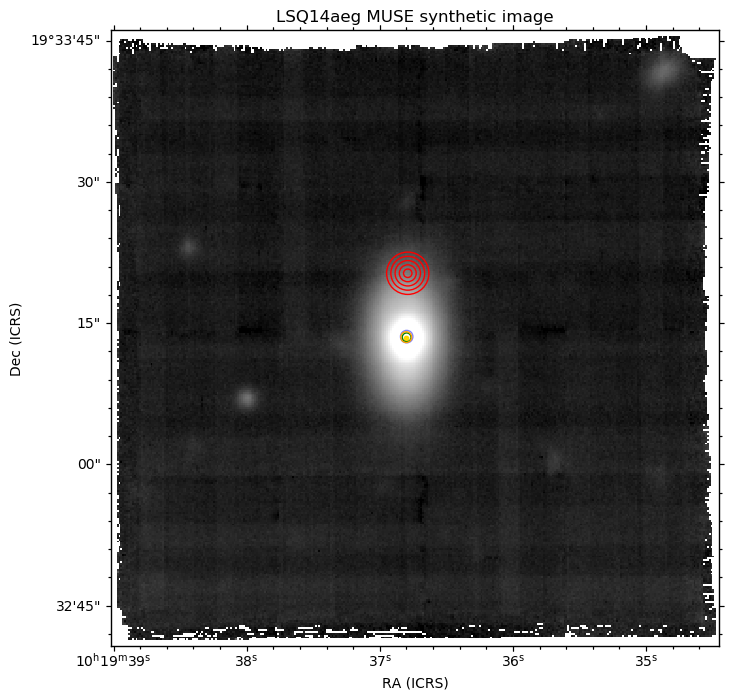 LSQ14aeg MUSE synthetic image
19°33'45"
30"
15"
00"
32'45"
Dec (ICRS)
10ʰ19ᵐ39ˢ
38ˢ
37ˢ
36ˢ
35ˢ
RA (ICRS)